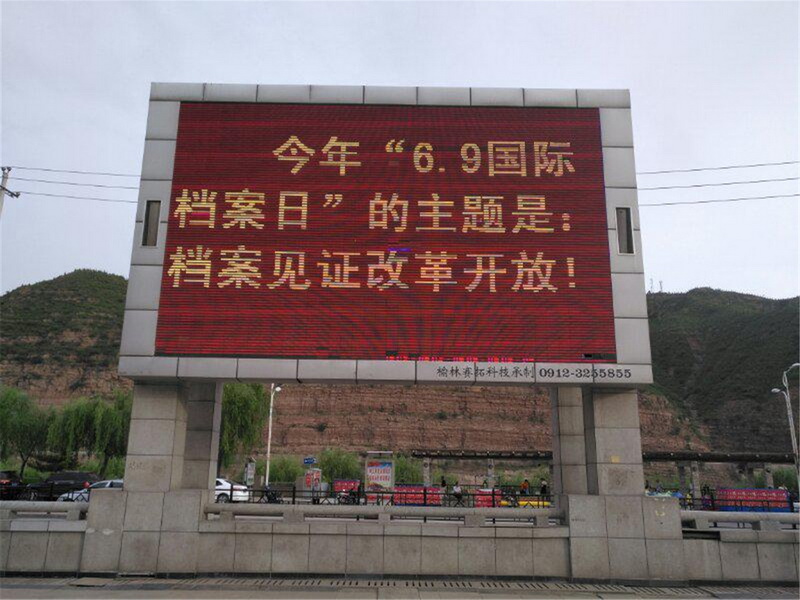 今年“6.9国际
档案日”的主题是:
档案见证改革开放!
榆林赛拓科技承制 0912-3255855